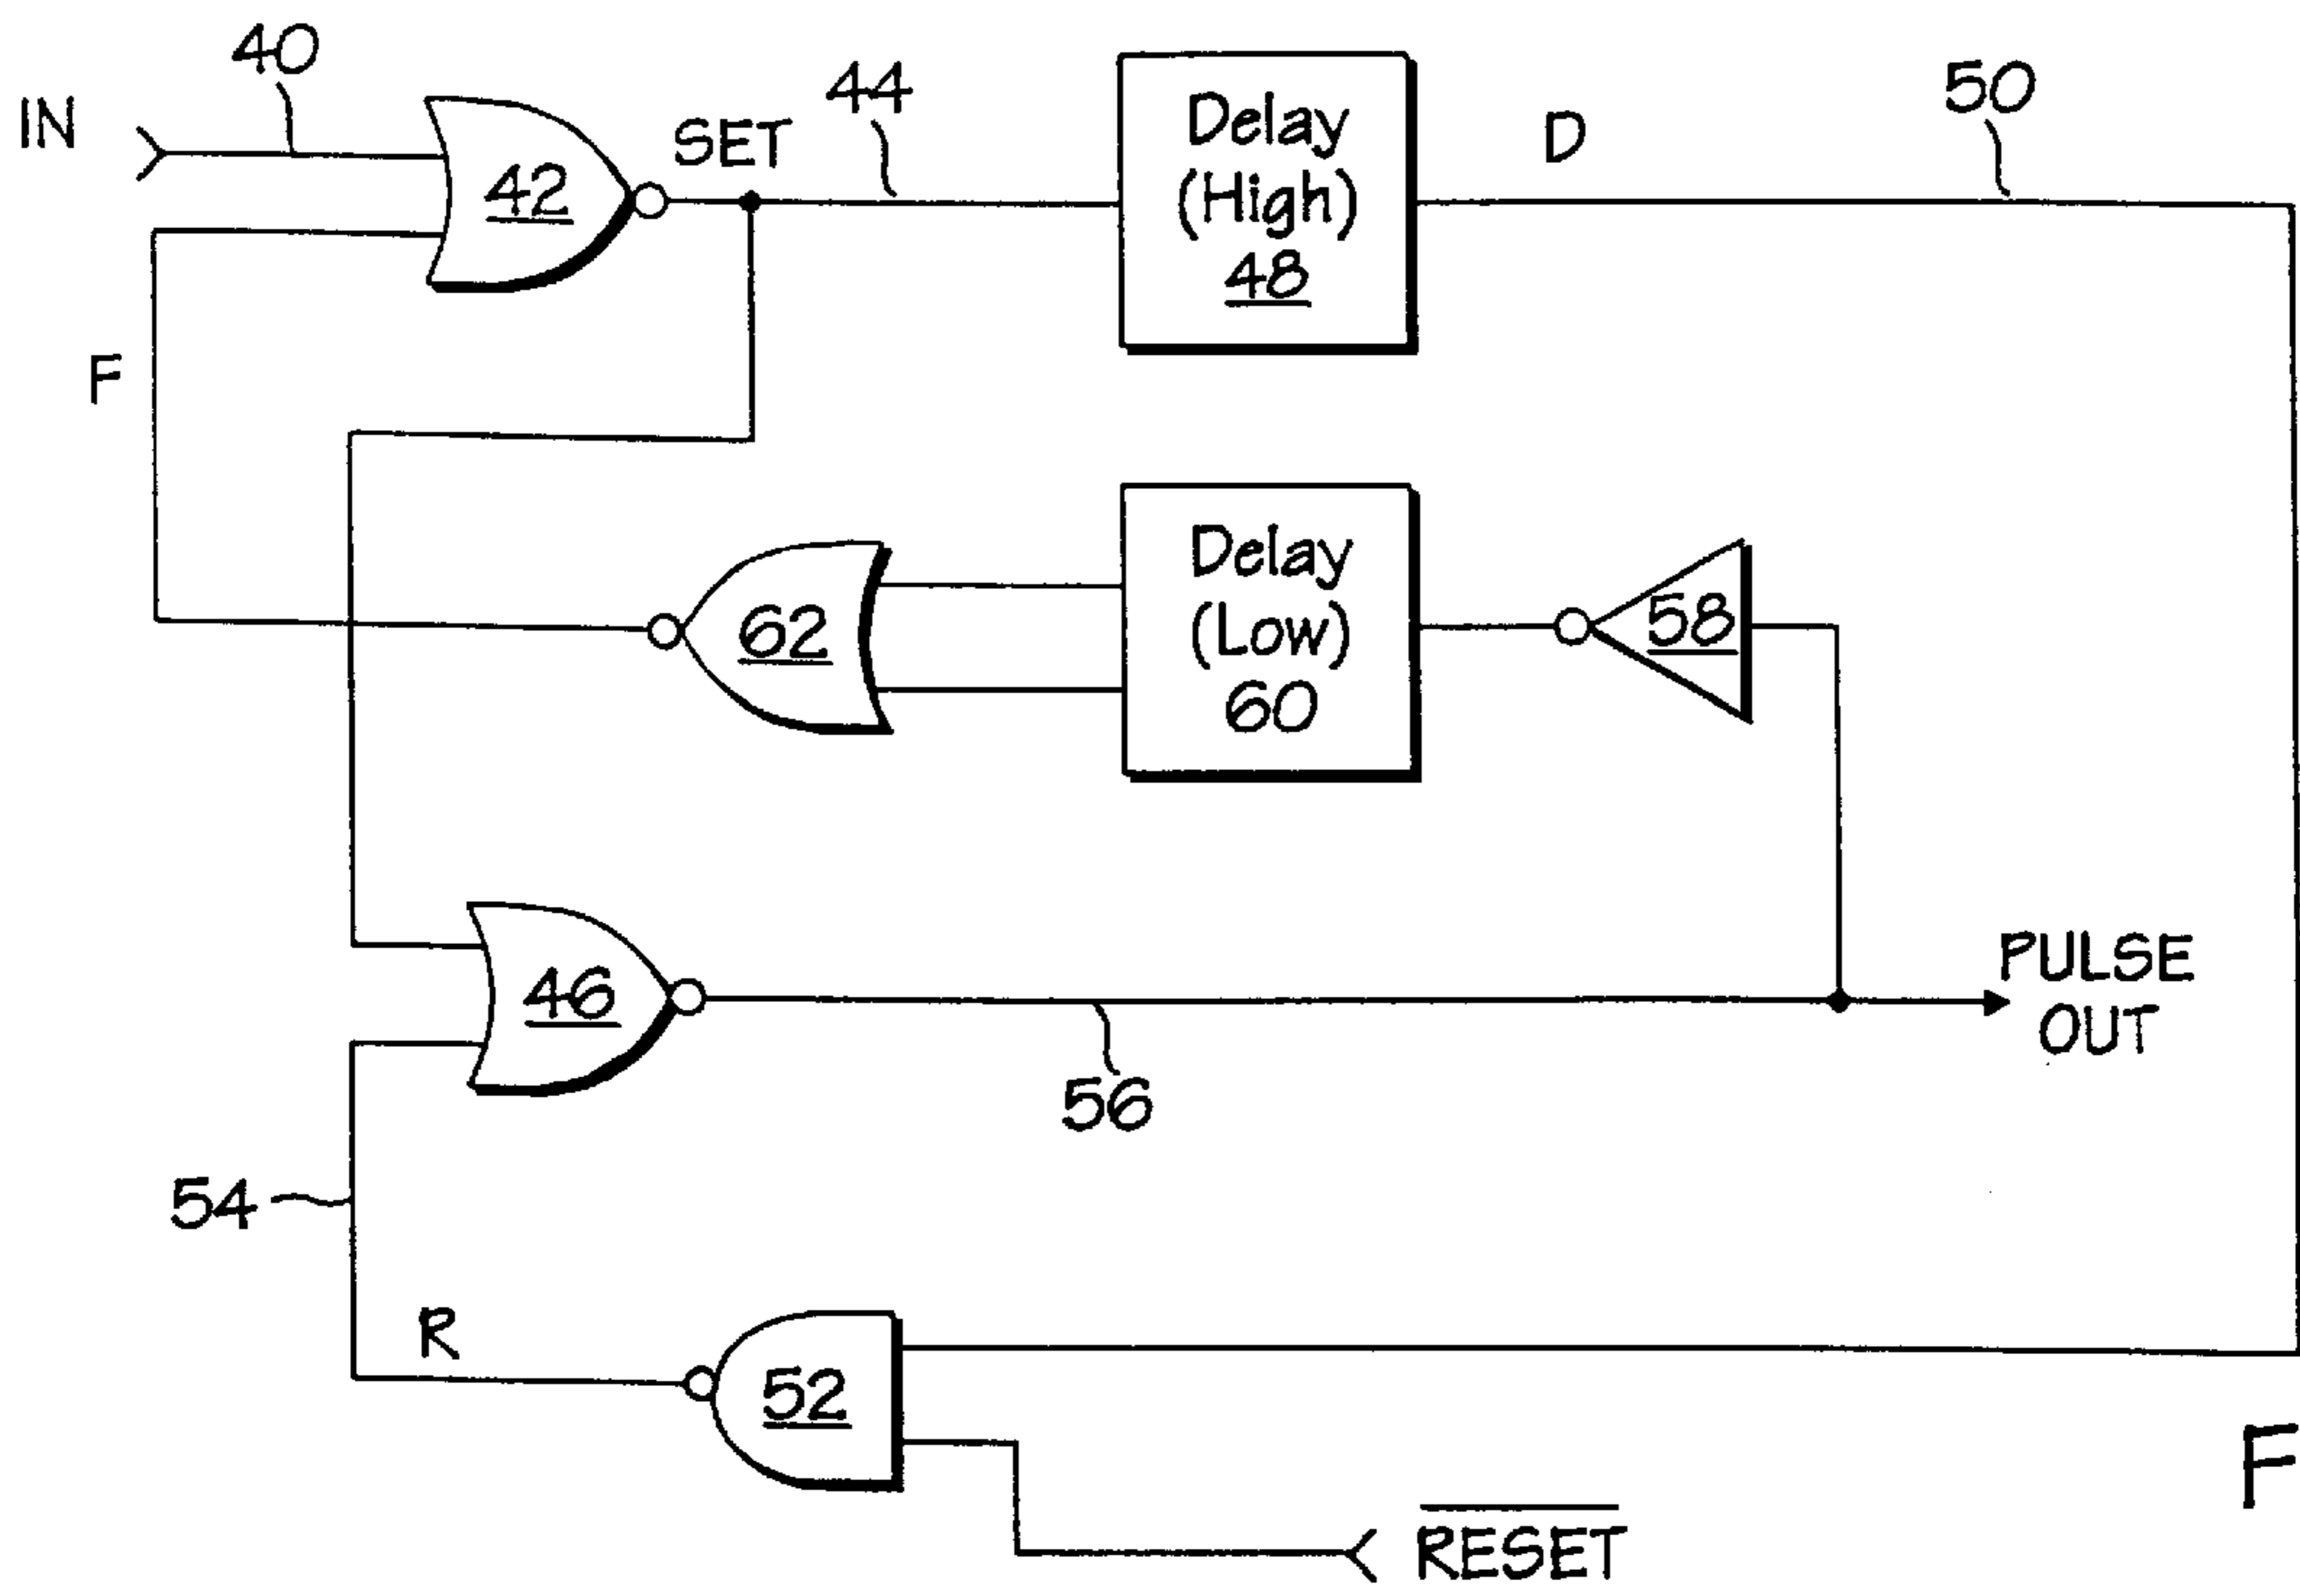 40
IN
42
SET
44
Delay
(High)
48
D
50
F
62
Delay
(Low)
60
58
46
56
PULSE
OUT
54
R
52
RESET
F